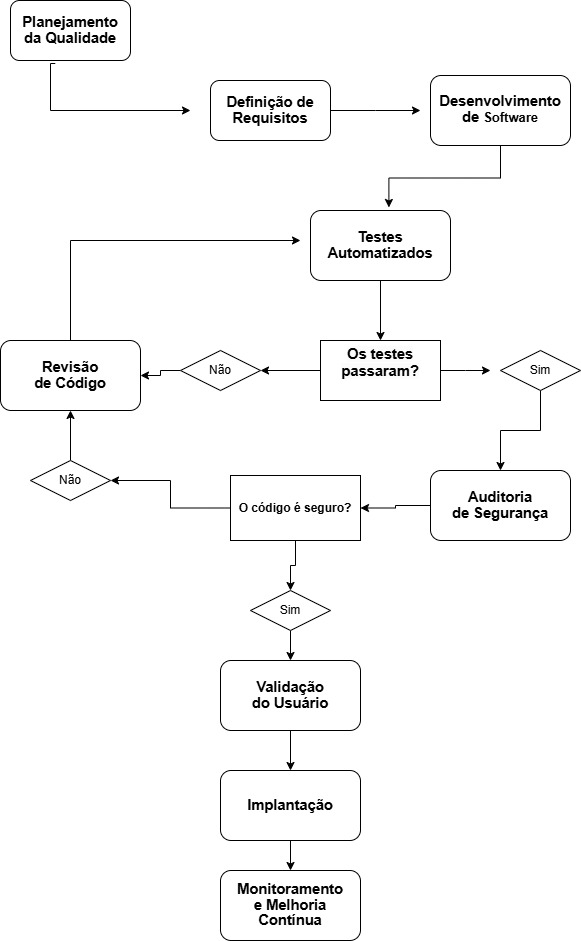 Planejamento
da Qualidade
Definição de
Requisitos
Desenvolvimento
de Software
Testes
Automatizados
Revisão
de Código
Não
Os testes
passaram?
Sim
Não
O código é seguro?
Auditoria
de Segurança
Sim
Validação
do Usuário
Implantação
Monitoramento
e Melhoria
Contínua